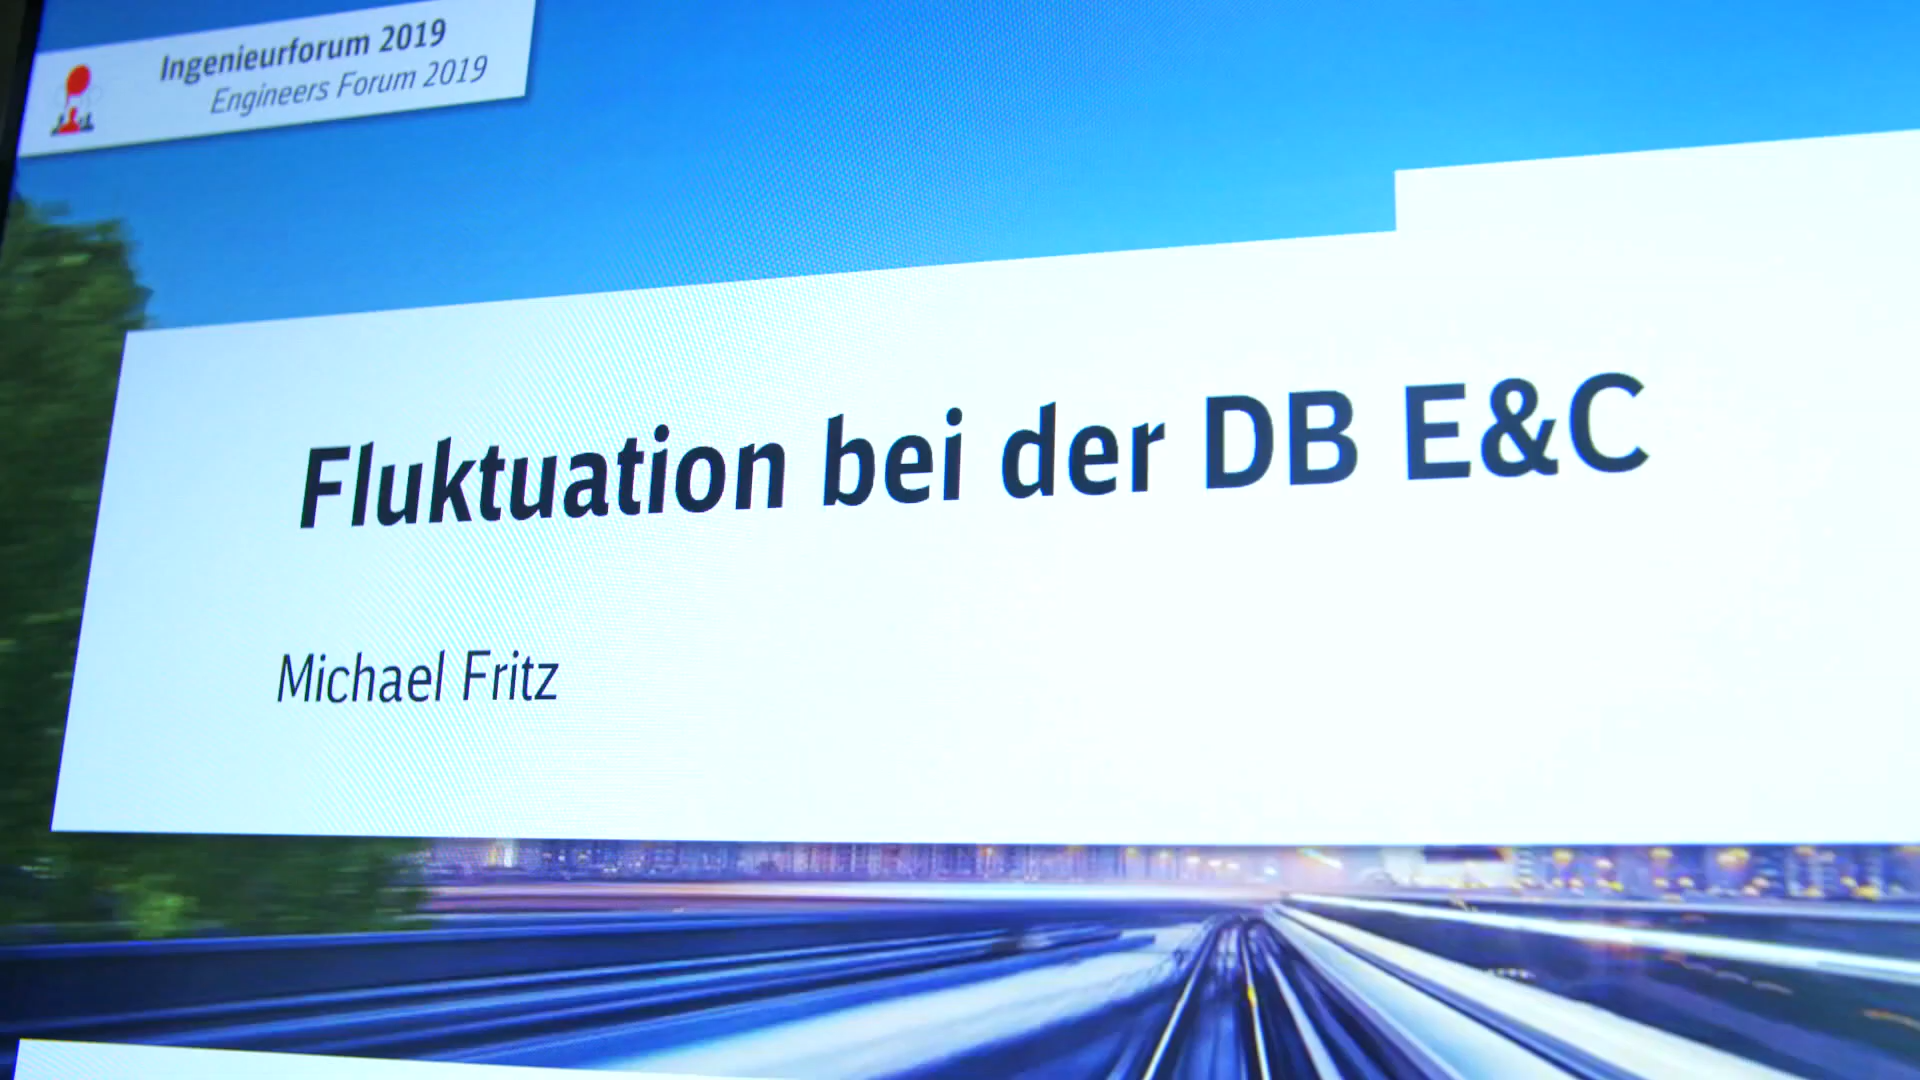 Ingenieurforum 2019
Engineers Forum 2019
Fluktuation bei der DB E&C
Michael Fritz